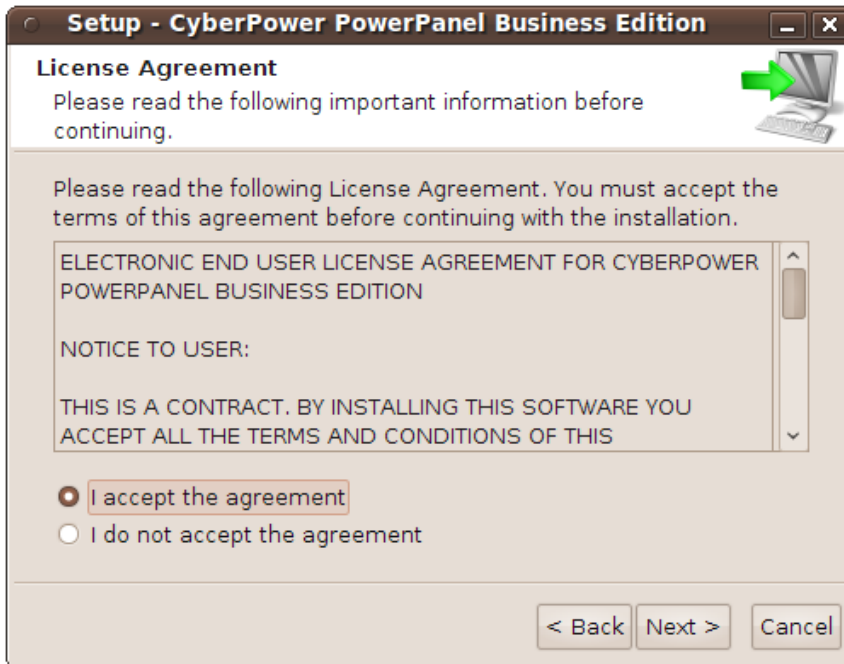 Setup - CyberPower PowerPanel Business Edition
License Agreement
Please read the following important information before
continuing.
Please read the following License Agreement. You must accept the
terms of this agreement before continuing with the installation.
ELECTRONIC END USER LICENSE AGREEMENT FOR CYBERPOWER
POWERPANEL BUSINESS EDITION
NOTICE TO USER:
THIS IS A CONTRACT. BY INSTALLING THIS SOFTWARE YOU
ACCEPT ALL THE TERMS AND CONDITIONS OF THIS
I accept the agreement
I do not accept the agreement
< Back Next > Cancel